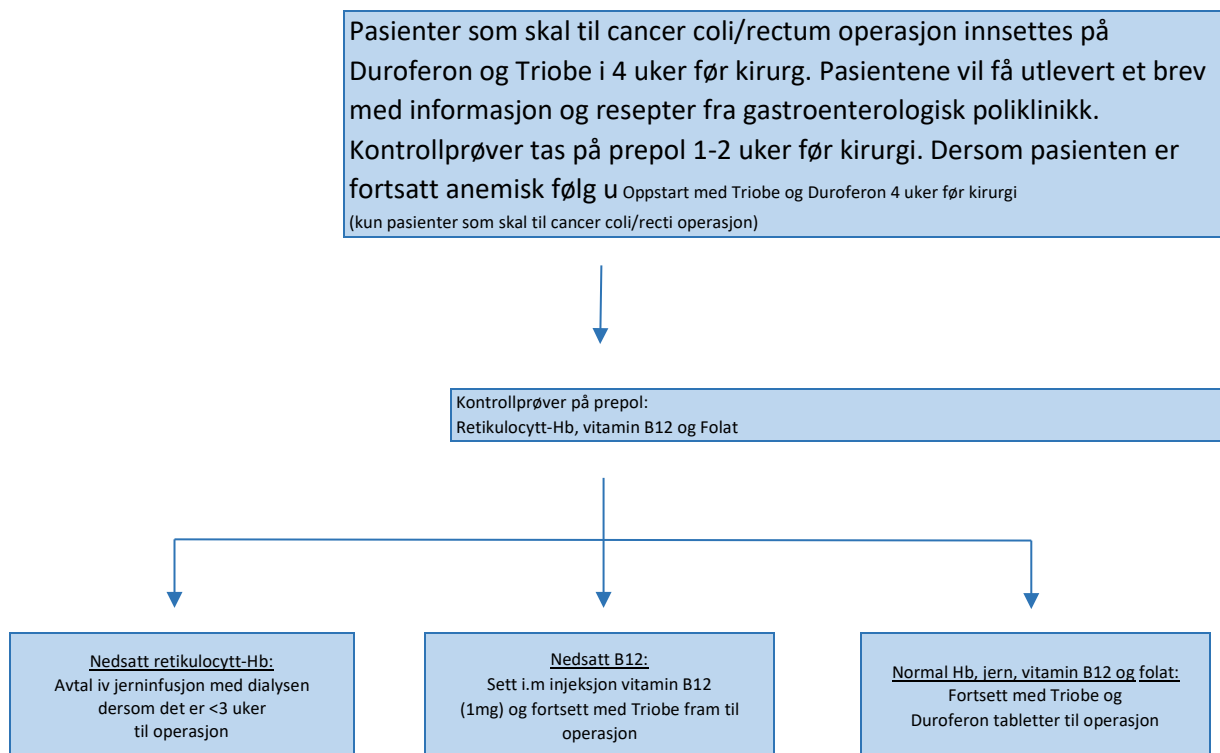 Pasienter som skal til cancer coli/rectum operasjon innsettes på
Duroferon og Triobe i 4 uker før kirurg. Pasientene vil få utlevert et brev
med informasjon og resepter fra gastroenterologisk poliklinikk.
Kontrollprøver tas på prepol 1-2 uker før kirurgi. Dersom pasienten er
fortsatt anemisk følg u Oppstart med Triobe og Duroferon 4 uker før kirurgi
(kun pasienter som skal til cancer coli/recti operasjon)
Kontrollprøver på prepol:
Retikulocytt-Hb, vitamin B12 og Folat
Nedsatt retikulocytt-Hb:
Avtal iv jerninfusjon med dialysen
dersom det er <3 uker
til operasjon
Nedsatt B12:
Sett i.m injeksjon vitamin B12
(1mg) og fortsett med Triobe fram til
operasjon
Normal Hb, jern, vitamin B12 og folat:
Fortsett med Triobe og
Duroferon tabletter til operasjon